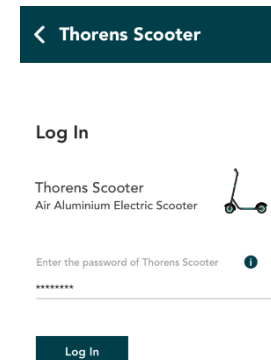 Thorens Scooter
Log In
Thorens Scooter
Air Aluminium Electric Scooter
Enter the password of Thorens Scooter
********
Log In